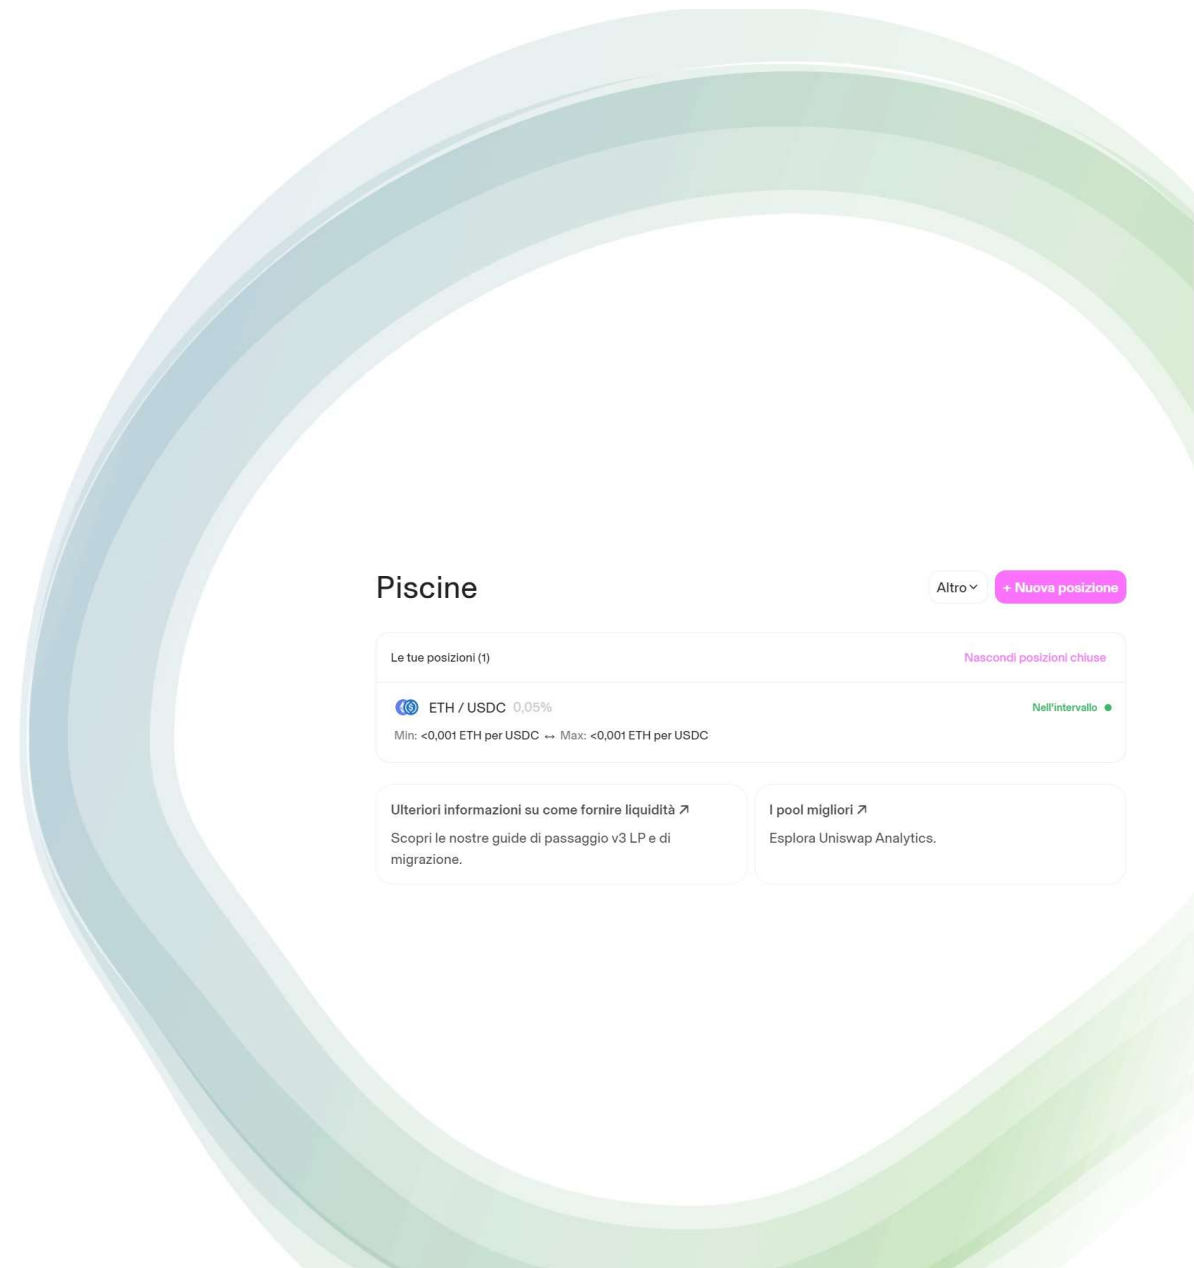 Piscine
Altro
+ Nuova posizione
Le tue posizioni (1)
Nascondi posizioni chiuse
ETH / USDC 0,05%
Nell'intervallo
Min: <0,001 ETH per USDC ↔ Max: <0,001 ETH per USDC
Ulteriori informazioni su come fornire liquidità ↗
Scopri le nostre guide di passaggio v3 LP e di
migrazione.
I pool migliori ↗
Esplora Uniswap Analytics.